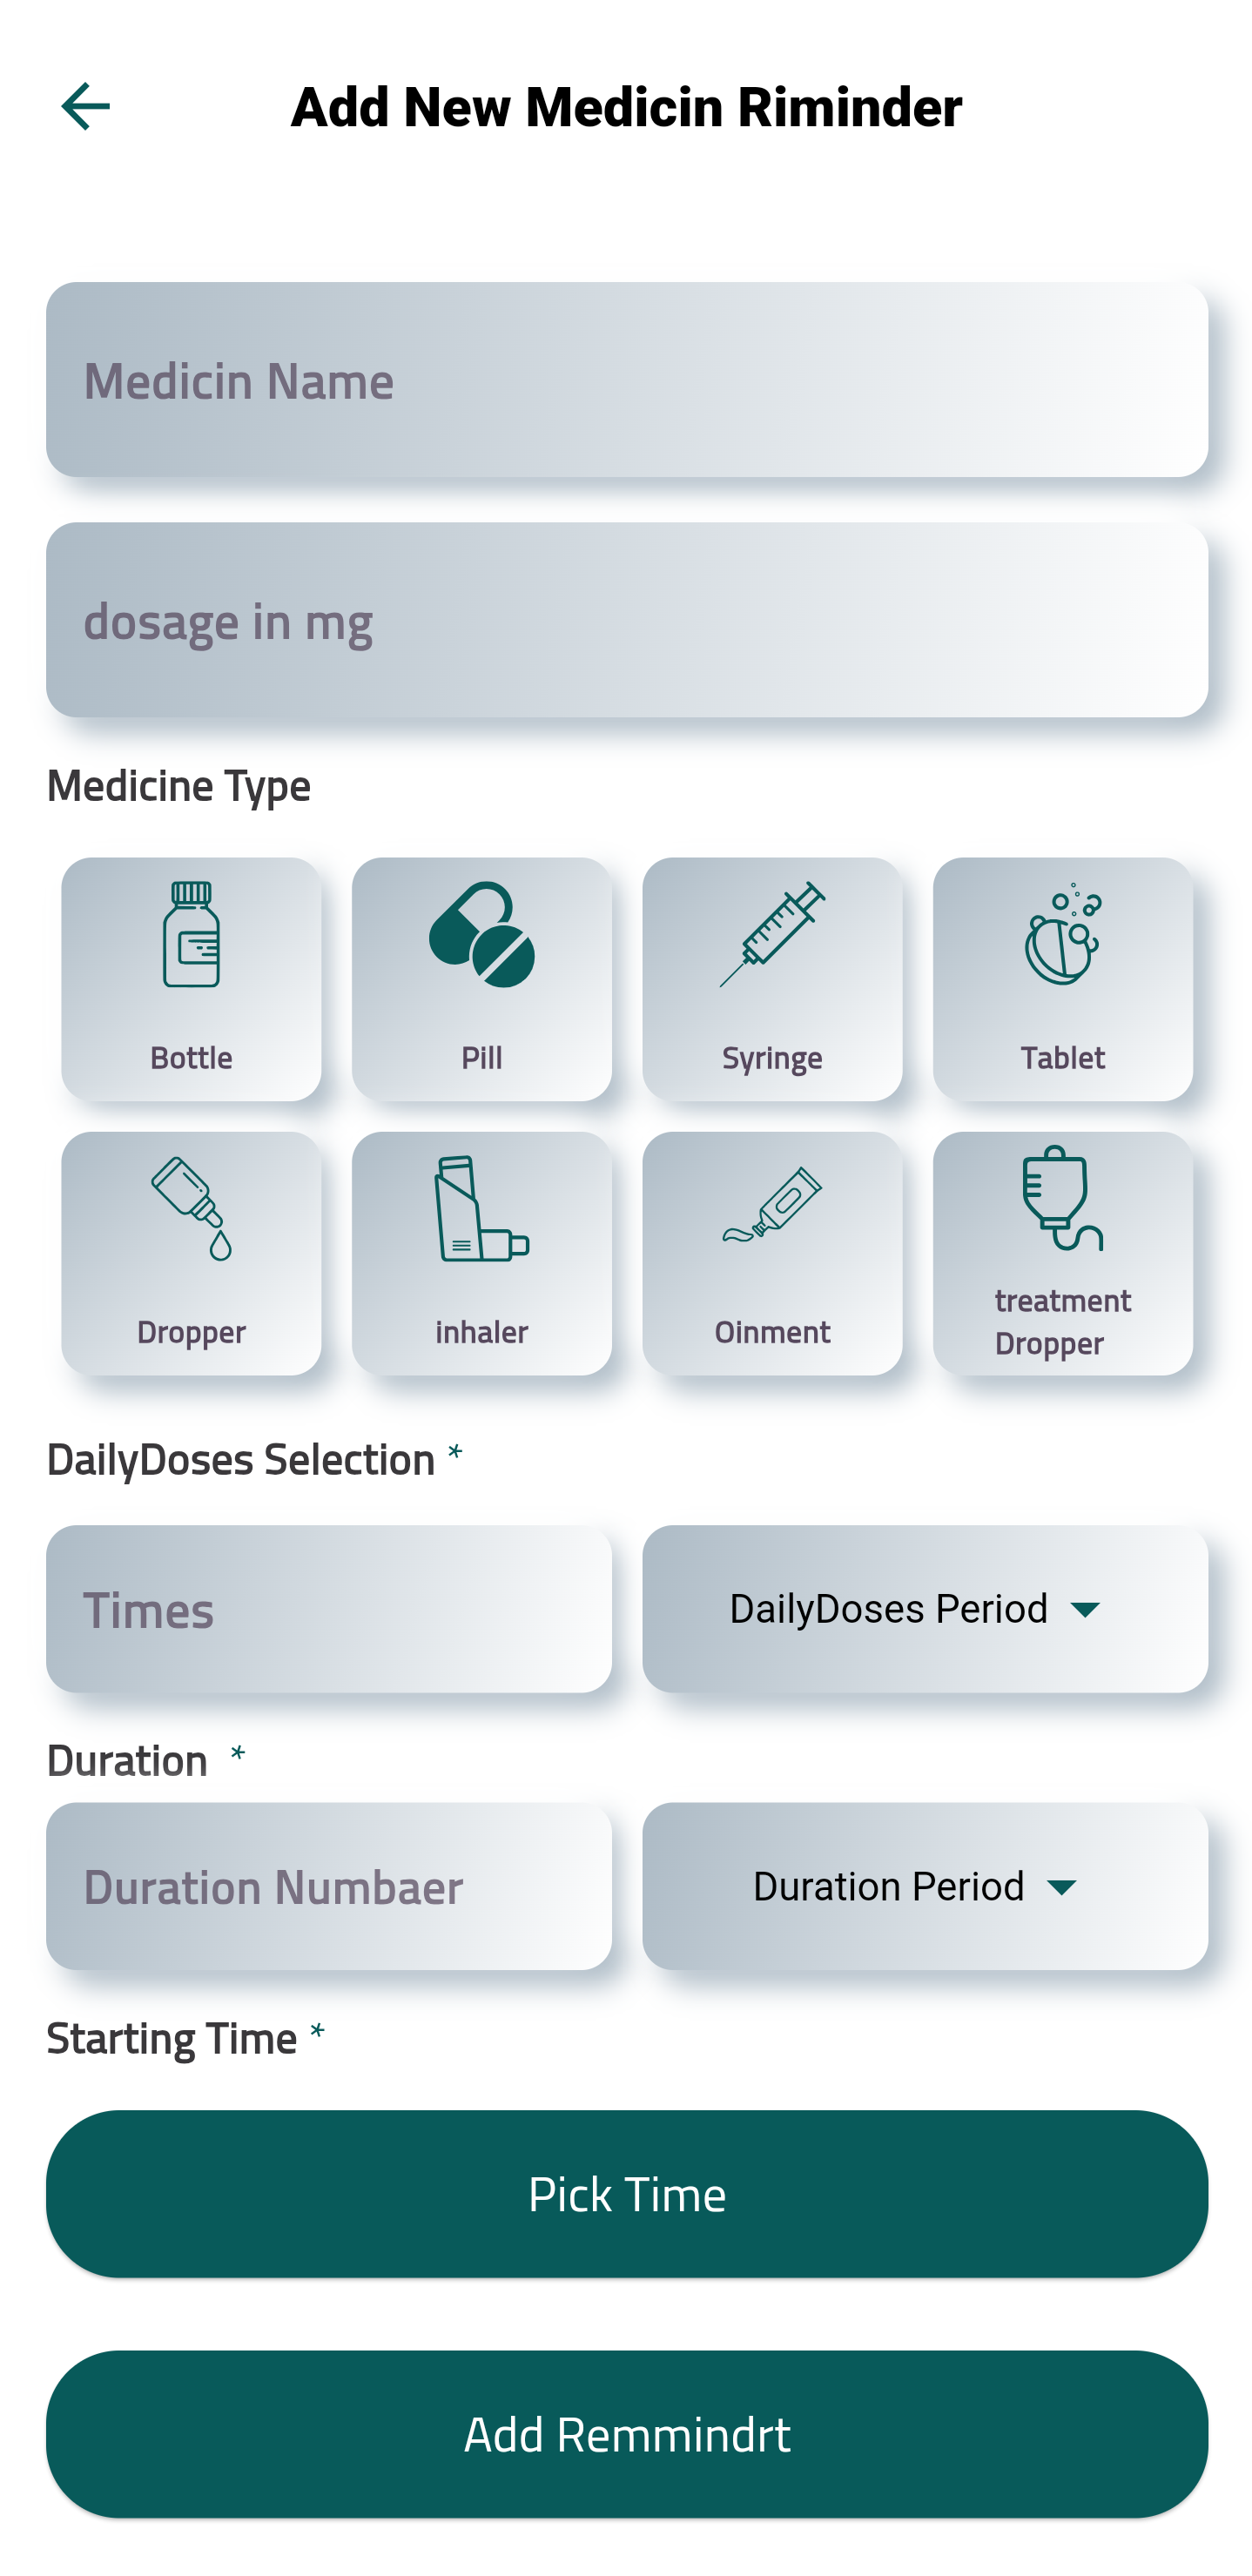 Add New Medicin Riminder
Medicin Name
dosage in mg
Medicine Type
Bottle
Pill
Syringe
Tablet
Dropper
inhaler
Oinment
treatment
Dropper
DailyDoses Selection *
Times
DailyDoses Period
Duration *
Duration Numbaer
Duration Period
Starting Time *
Pick Time
Add Remmindrt